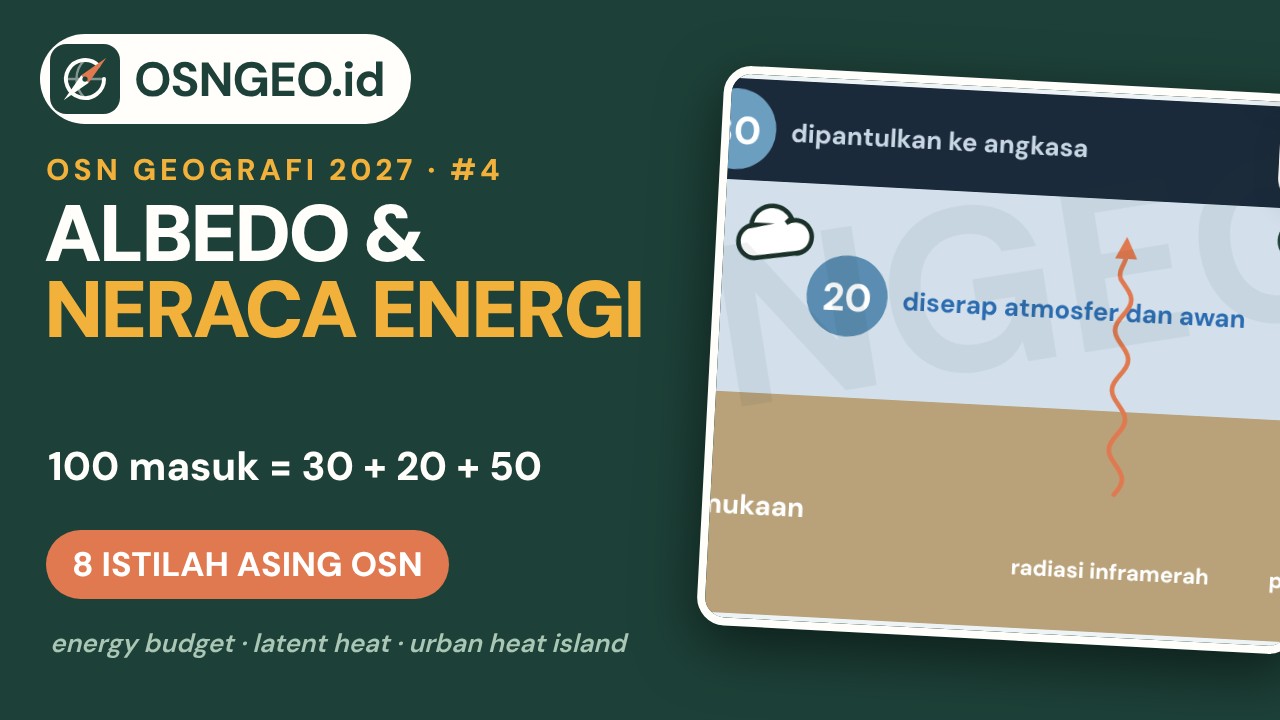 OSNGEO.id
OSN GEOGRAFI 2027 · #4
ALBEDO &
NERACA ENERGI
100 masuk = 30 + 20 + 50
8 ISTILAH ASING OSN
energy budget · latent heat · urban heat island
dipantulkan ke angkasa
20 diserap atmosfer dan awan
radiasi inframerah